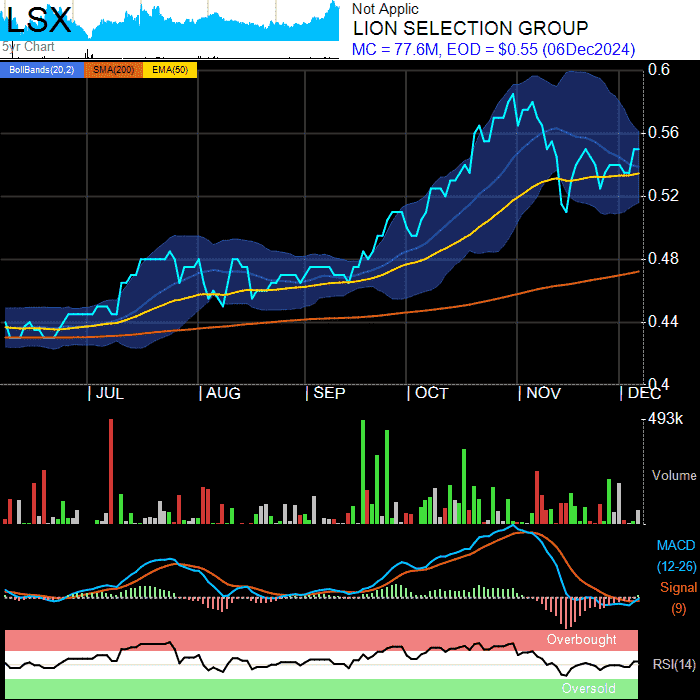 LSX
5yr Chart
Not Applic
LION SELECTION GROUP
MC = 77.6M, EOD = $0.55 (06Dec2024)
BollBands(20,2) SMA(200) EMA(50)
0.6
0.56
0.52
0.48
0.44
0.4
| JUL | AUG | SEP | OCT | NOV | DEC
493k
Volume
MACD
(12-26)
Signal
(9)
Overbought
RSI(14)
Oversold